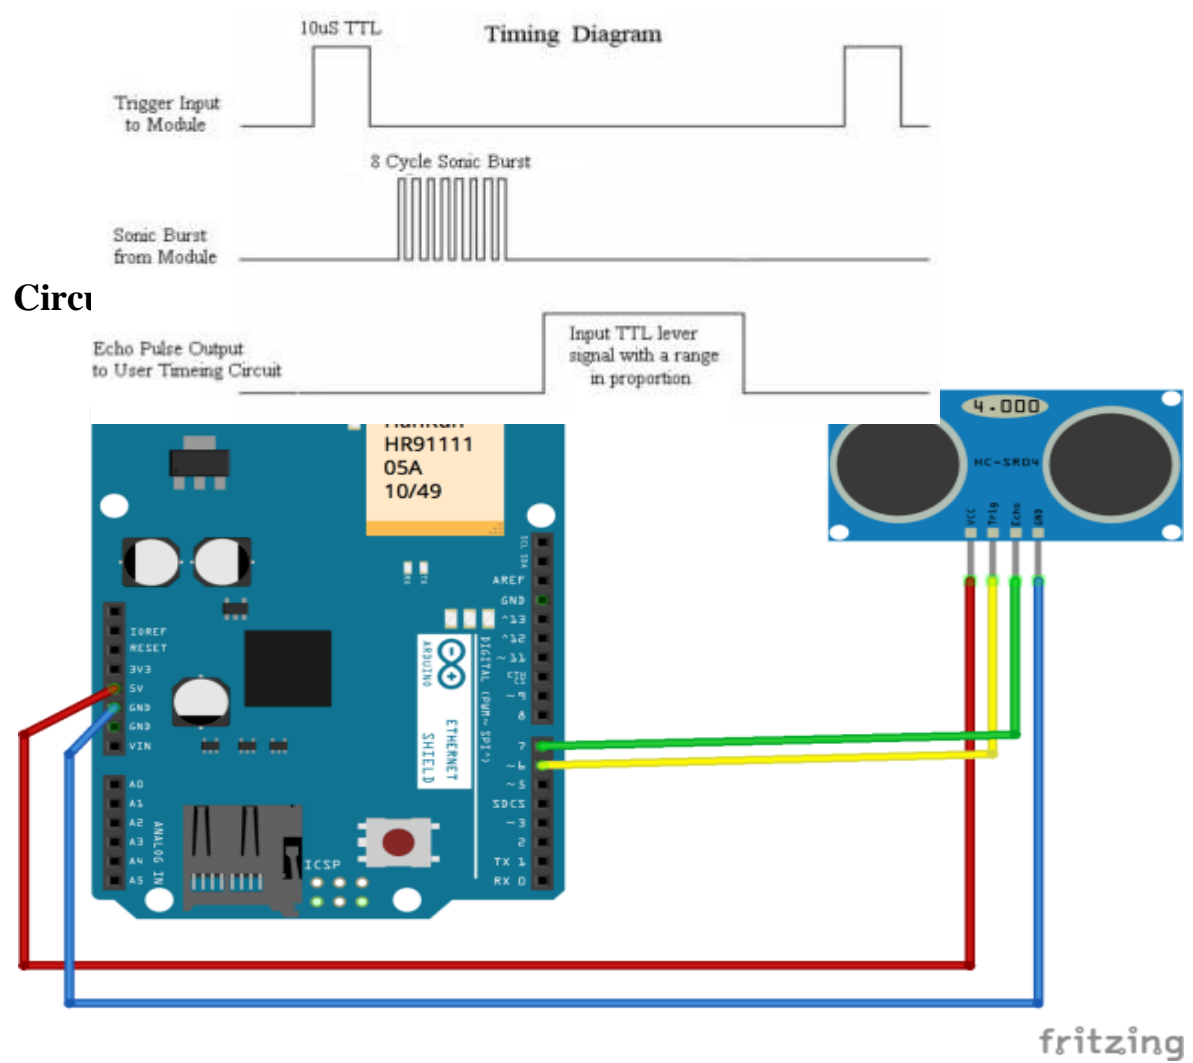 10uS TTL
Timing Diagram
Trigger Input
to Module
8 Cycle Sonic Burst
Sonic Burst
from Module
Input TTL lever
signal with a range
in proportion
Echo Pulse Output
to User Timeing Circuit
4.000
HC-SR04
VCC
Trig
Echo
GND
HR91111
05A
10/49
SCL
SDA
AREF
GND
^13
^12
~ 11
~ 9
8
7
~6
~ 5
SDCS
~ 3
2
TX 1
RX 0
IOREF
RESET
3V3
5V
GND
GND
VIN
A0
A1
A2
A3
A4
A5
ANALOG IN
RX
TX
ARDUINO
ETHERNET
SHIELD
DIGITAL (PWM~ SPI^)
ICSP
fritzing